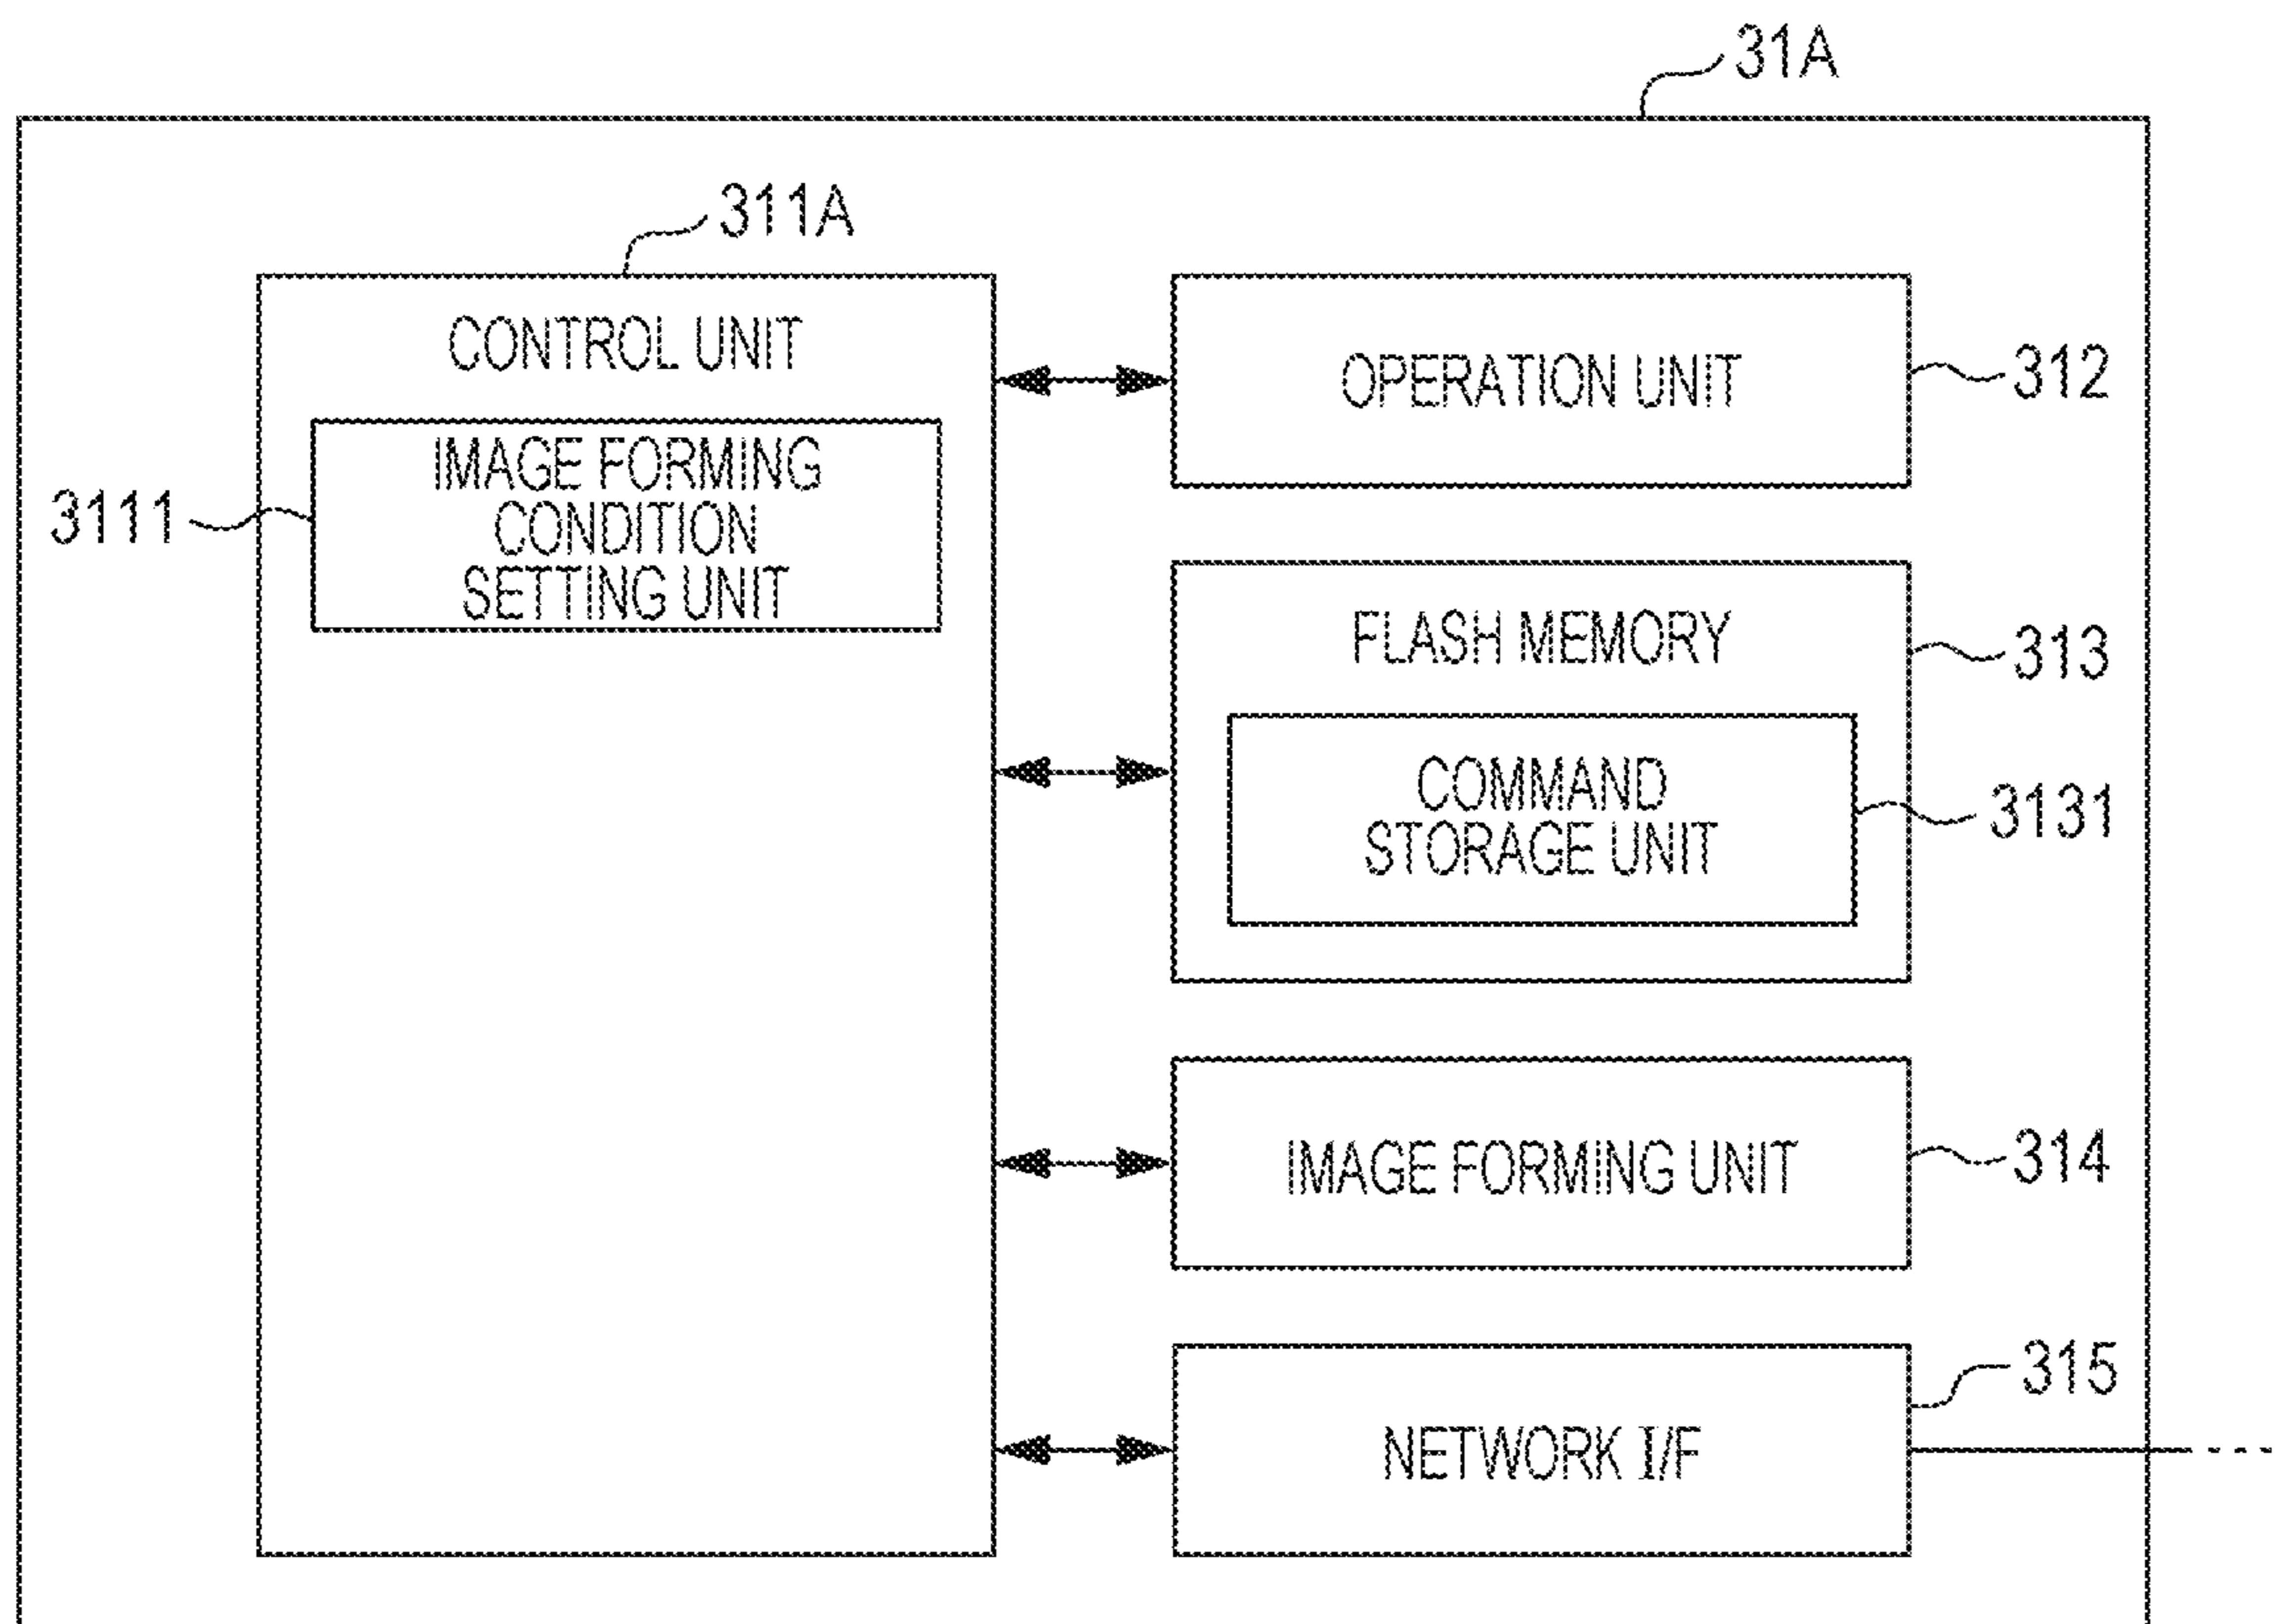 31A
311A
CONTROL UNIT
IMAGE FORMING
CONDITION
SETTING UNIT
3111
OPERATION UNIT
312
FLASH MEMORY
313
COMMAND
STORAGE UNIT
3131
IMAGE FORMING UNIT
314
NETWORK I/F
315